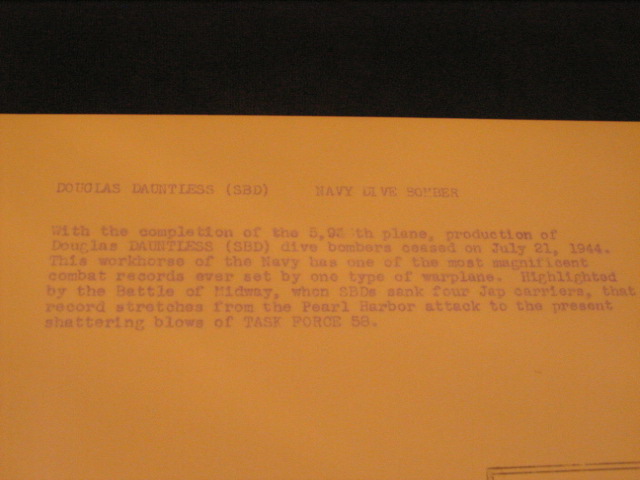 DOUGLAS DAUNTLESS (SBD) NAVY DIVE BOMBER
With the completion of the th plane, production of
Douglas DAUNTLESS (SBD) dive bombers ceased on July 21, 1944.
This workhorse of the Navy has one of the most magnificent
combat records ever set by one type of warplane. Highlighted
by the Battle of Midway, when SBDs sank four Jap carriers, that
record stretches from the Pearl Harbor attack to the present
shattering blows of TASK FORCE 58.